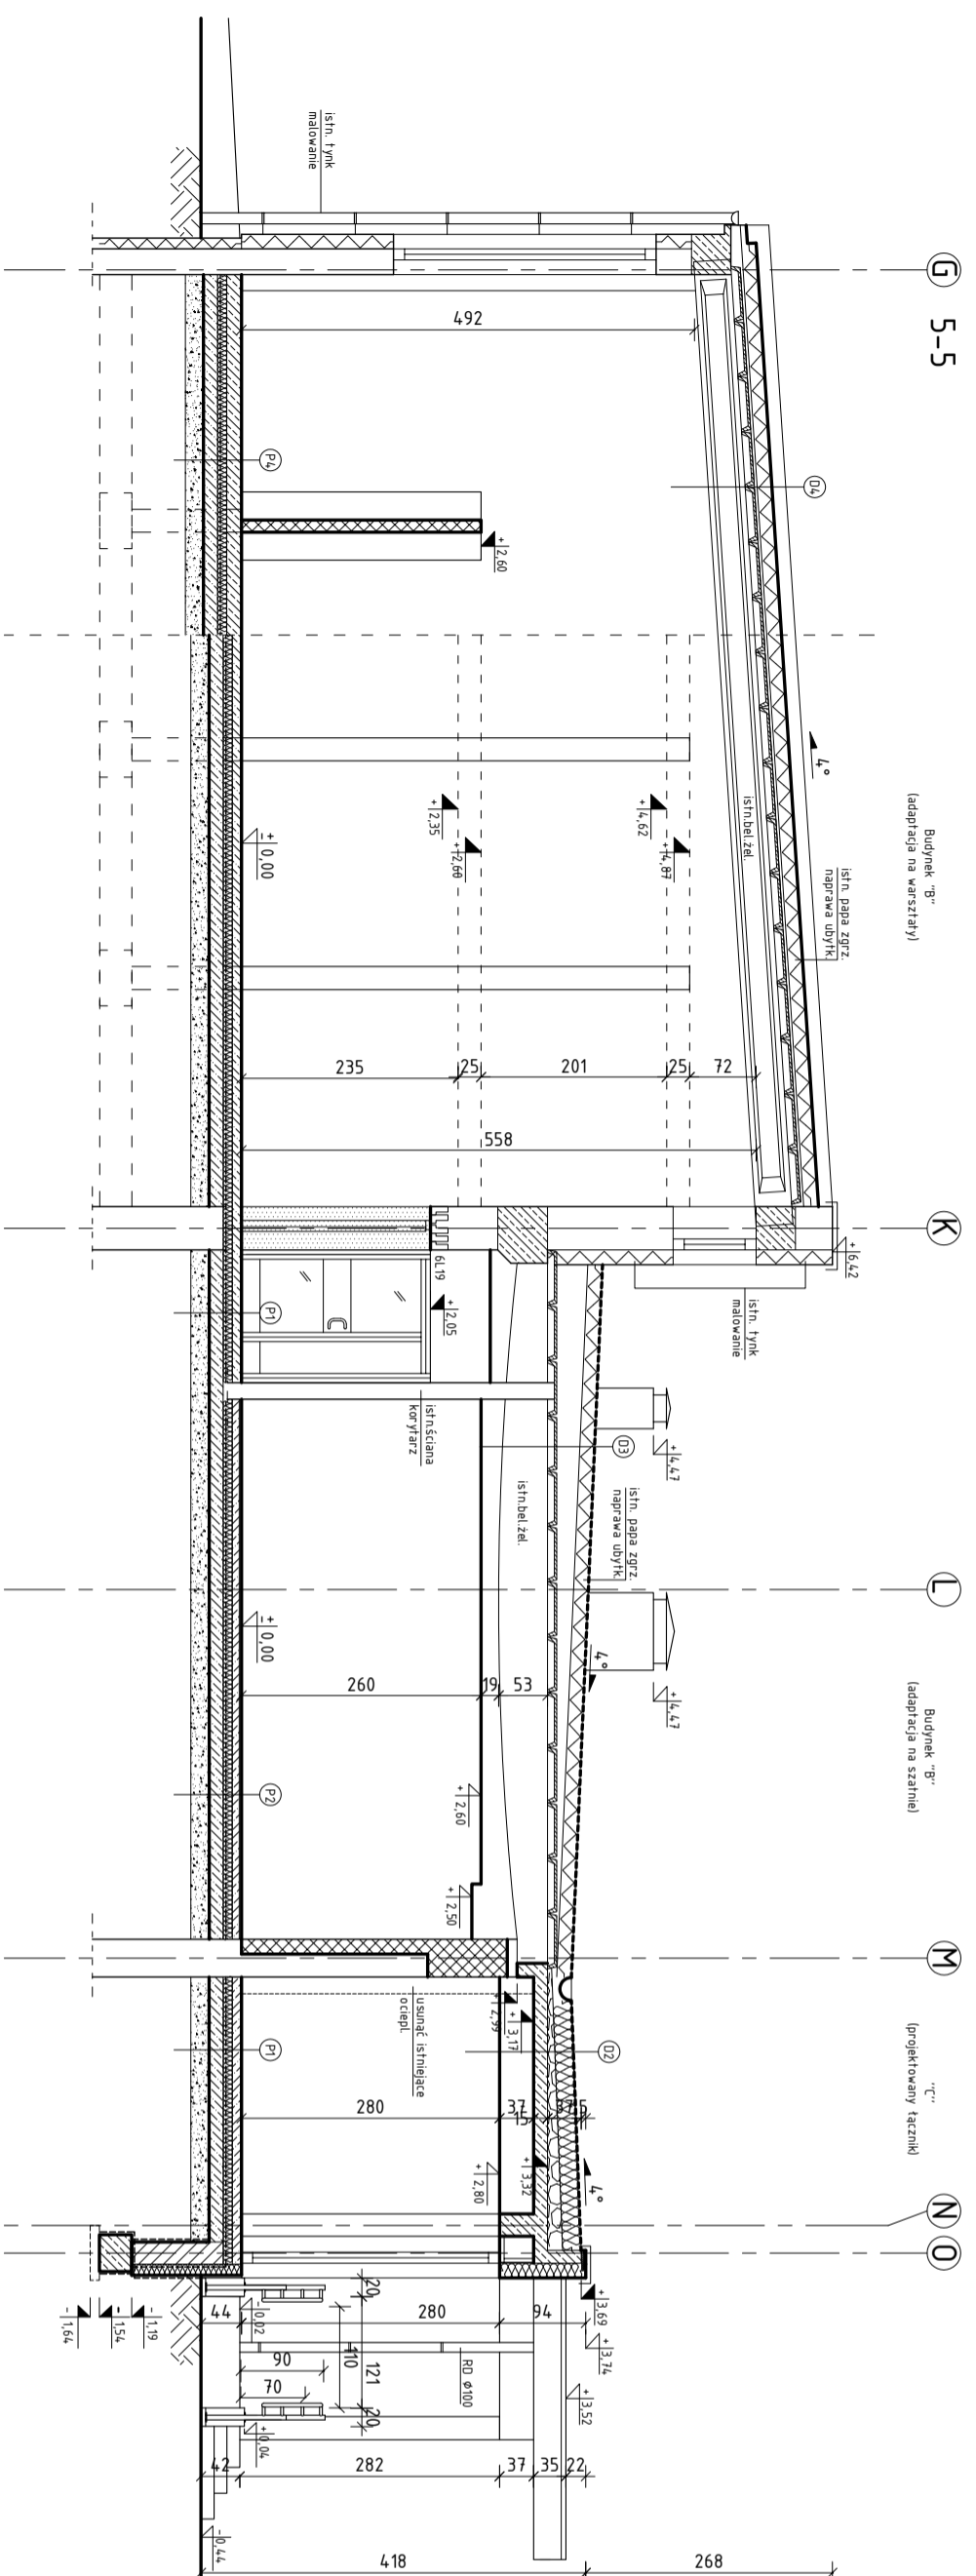 G
5-5
K
L
M
N
O
Budynek "B"
(adaptacja na warsztaty)
Budynek "B"
(adaptacja na szatnie)
"C"
(projektowany łącznik)
istn. tynk
malowanie
492
P4
D4
+2,60
4°
istn. papa zgrz.
naprawa ubytk.
istn.bel.żel.
+4,62
+4,87
+2,35
+2,60
±0,00
235
25
201
25
72
558
+6,42
6L19
+2,05
istn. tynk
malowanie
P1
istn.ściana
korytarz
D3
+4,47
istn.bel.żel.
istn. papa zgrz.
naprawa ubytk.
+4,47
4°
±0,00
260
19
53
P2
+2,60
+2,50
usunąć istniejące
ociepl.
+2,99
+3,17
D2
P1
280
37
15
+2,80
+3,32
4°
+3,69
+3,74
+3,52
-1,64
-1,54
-1,19
44
-0,02
280
94
20
121
110
20
90
70
RD ϕ100
+0,04
42
282
37
35
22
-0,44
418
268